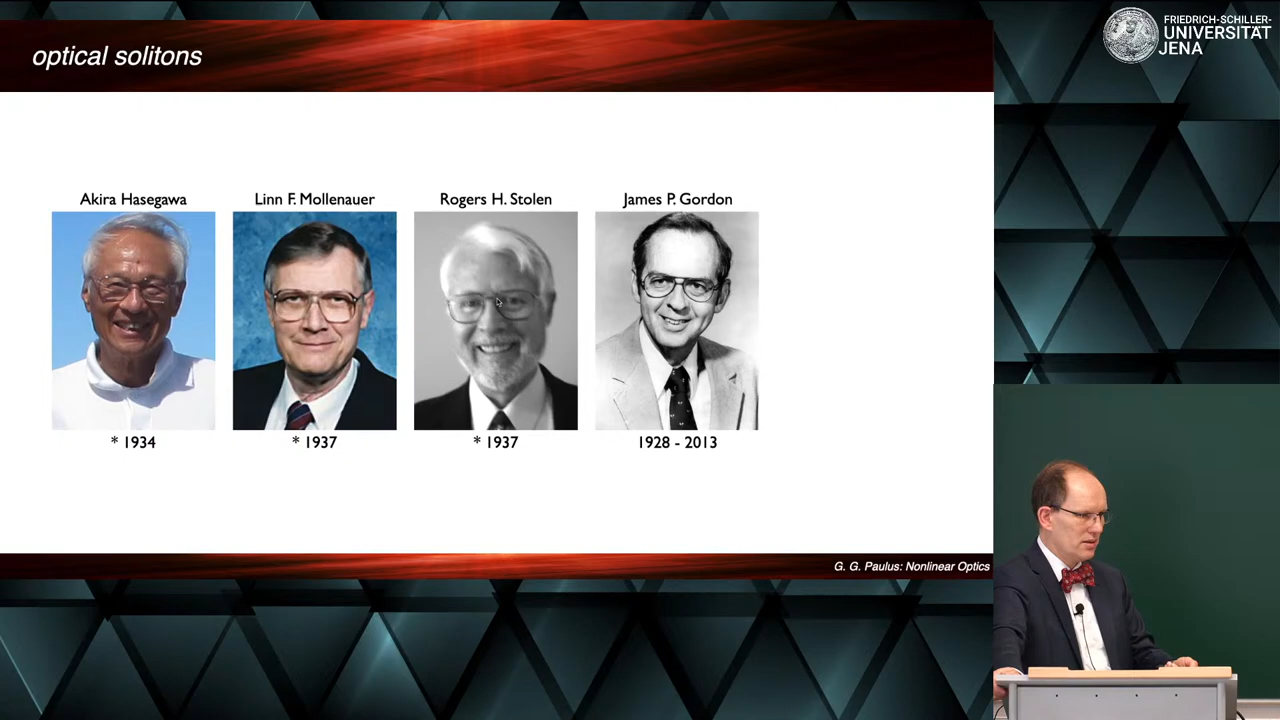 optical solitons
FRIEDRICH-SCHILLER-
UNIVERSITÄT
JENA
Akira Hasegawa
Linn F. Mollenauer
Rogers H. Stolen
James P. Gordon
* 1934
* 1937
* 1937
1928 - 2013
G. G. Paulus: Nonlinear Optics